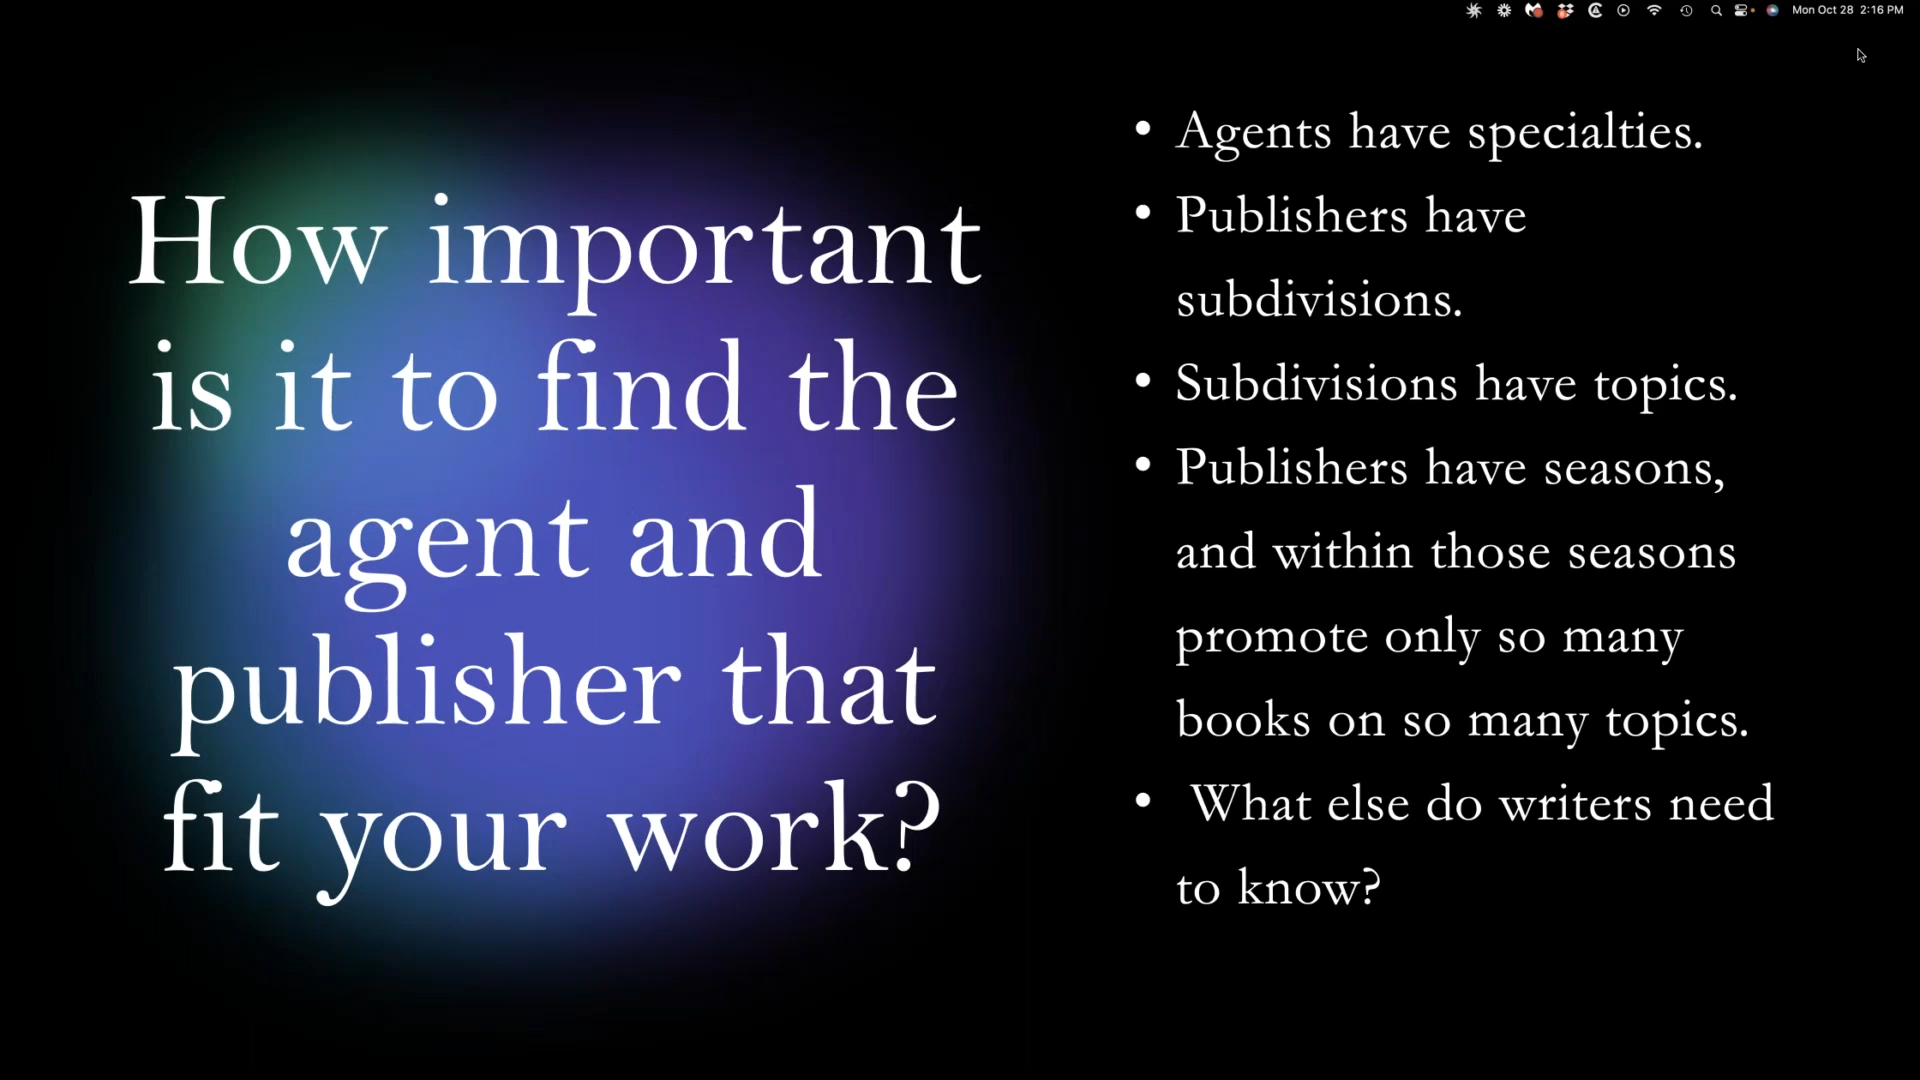 Mon Oct 28 2:16 PM
How important
is it to find the
agent and
publisher that
fit your work?
• Agents have specialties.
• Publishers have
subdivisions.
• Subdivisions have topics.
• Publishers have seasons,
and within those seasons
promote only so many
books on so many topics.
• What else do writers need
to know?